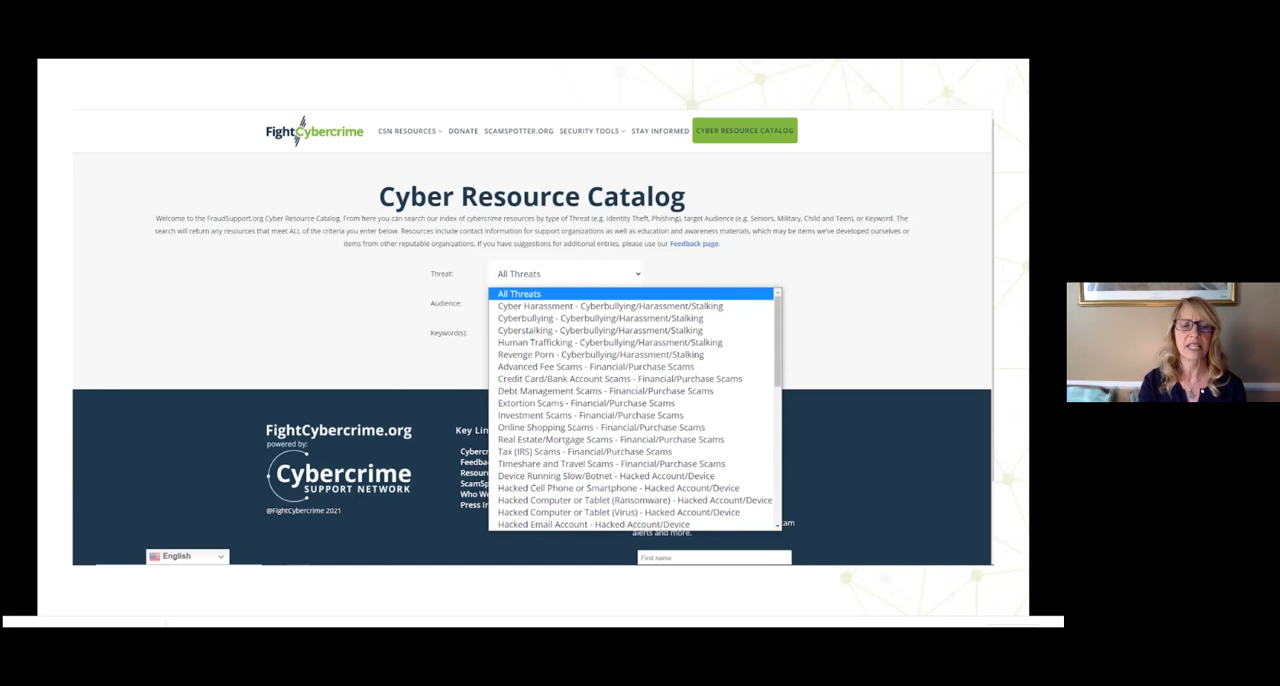 FightCybercrime
CSN RESOURCES DONATE SCAMSPOTTER.ORG SECURITY TOOLS STAY INFORMED CYBER RESOURCE CATALOG
Cyber Resource Catalog
Welcome to the FraudSupport.org Cyber Resource Catalog. From here you can search our index of cybercrime resources by type of Threat (e.g. Identity Theft, Phishing), target Audience (e.g. Seniors, Military, Child and Teen), or Keyword. The
search will return any resources that meet ALL of the criteria you enter below. Resources include contact information for support organizations as well as education and awareness materials, which may be items we've developed ourselves or
items from other reputable organizations. If you have suggestions for additional entries, please use our Feedback page.
Threat: All Threats
Audience:
Keyword(s):
All Threats
Cyber Harassment - Cyberbullying/Harassment/Stalking
Cyberbullying - Cyberbullying/Harassment/Stalking
Cyberstalking - Cyberbullying/Harassment/Stalking
Human Trafficking - Cyberbullying/Harassment/Stalking
Revenge Porn - Cyberbullying/Harassment/Stalking
Advanced Fee Scams - Financial/Purchase Scams
Credit Card/Bank Account Scams - Financial/Purchase Scams
Debt Management Scams - Financial/Purchase Scams
Extortion Scams - Financial/Purchase Scams
Investment Scams - Financial/Purchase Scams
Online Shopping Scams - Financial/Purchase Scams
Real Estate/Mortgage Scams - Financial/Purchase Scams
Tax (IRS) Scams - Financial/Purchase Scams
Timeshare and Travel Scams - Financial/Purchase Scams
Device Running Slow/Botnet - Hacked Account/Device
Hacked Cell Phone or Smartphone - Hacked Account/Device
Hacked Computer or Tablet (Ransomware) - Hacked Account/Device
Hacked Computer or Tablet (Virus) - Hacked Account/Device
Hacked Email Account - Hacked Account/Device
FightCybercrime.org
powered by:
Cybercrime
SUPPORT NETWORK
@FightCybercrime 2021
Key Lin
Cyberc
Feedba
Resour
ScamSp
Who We
Press In
am
alerts and more.
First name
English